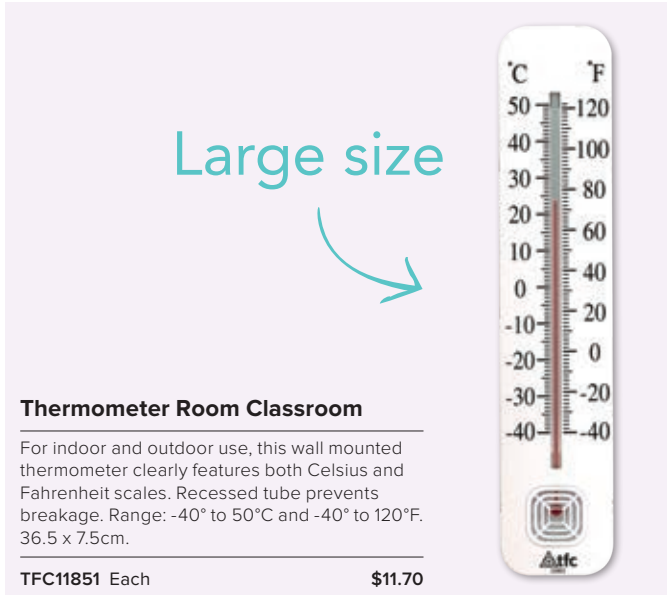 Large size
°C °F
50 120
40 100
30 80
20 60
10 40
0 20
-10 0
-20 -20
-30 -40
-40
tfc
Thermometer Room Classroom
For indoor and outdoor use, this wall mounted
thermometer clearly features both Celsius and
Fahrenheit scales. Recessed tube prevents
breakage. Range: -40° to 50°C and -40° to 120°F.
36.5 x 7.5cm.
TFC11851 Each $11.70